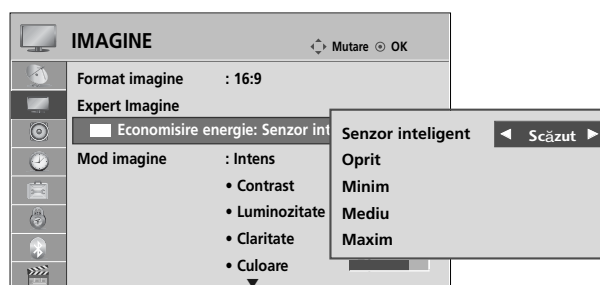 IMAGINE Mutare OK
Format imagine : 16:9
Expert Imagine
Economisire energie: Senzor int
Mod imagine : Intens
• Contrast
• Luminozitate
• Claritate
• Culoare
Senzor inteligent ◄ Scăzut ►
Oprit
Minim
Mediu
Maxim